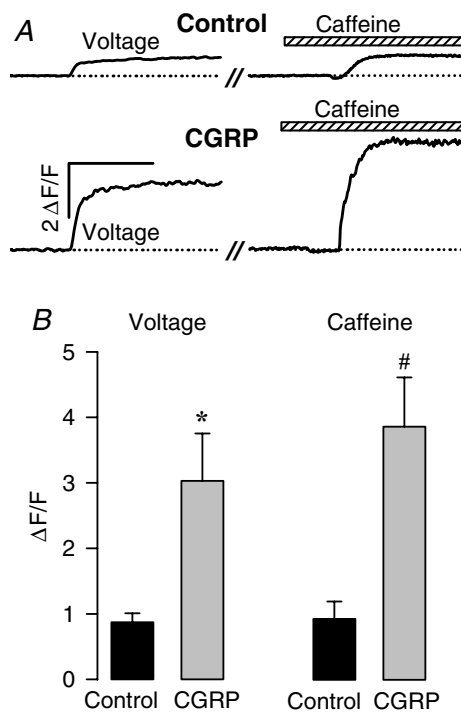 A
Control
Voltage
Caffeine
//
CGRP
Caffeine
2 ΔF/F
Voltage
//
B
Voltage
Caffeine
ΔF/F
5
4
3
2
1
0
*
#
Control
CGRP
Control
CGRP